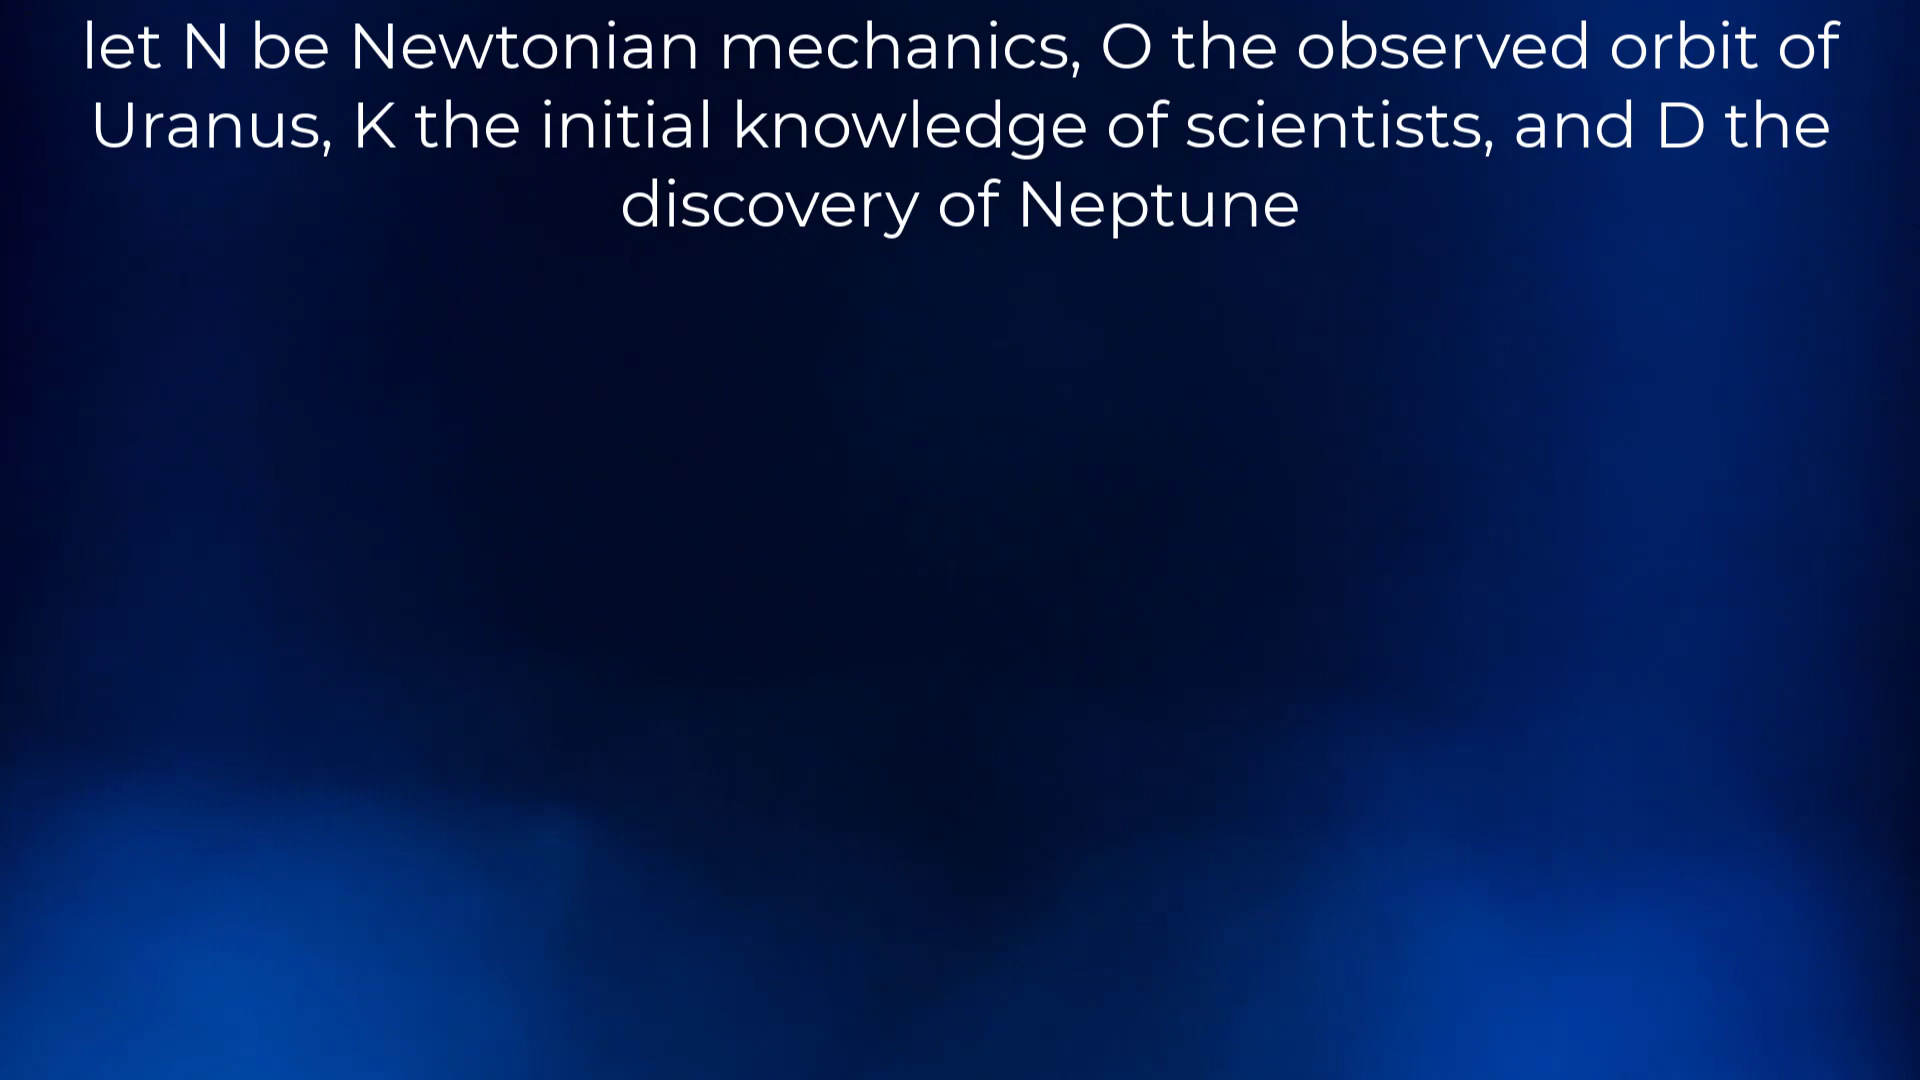 let N be Newtonian mechanics, O the observed orbit of
Uranus, K the initial knowledge of scientists, and D the
discovery of Neptune